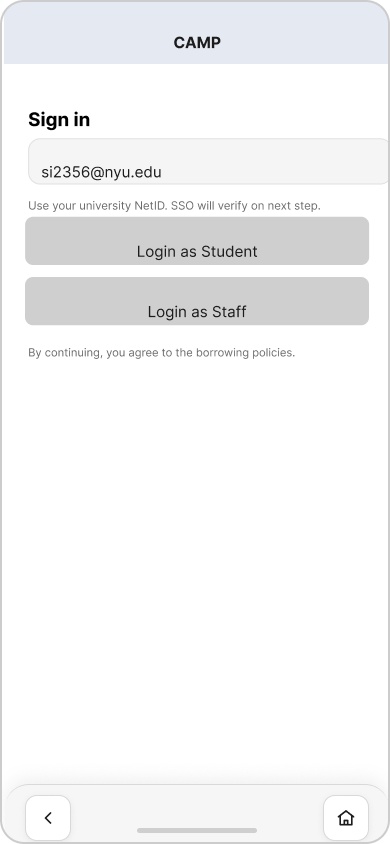 CAMP
Sign in
si2356@nyu.edu
Use your university NetID. SSO will verify on next step.
Login as Student
Login as Staff
By continuing, you agree to the borrowing policies.